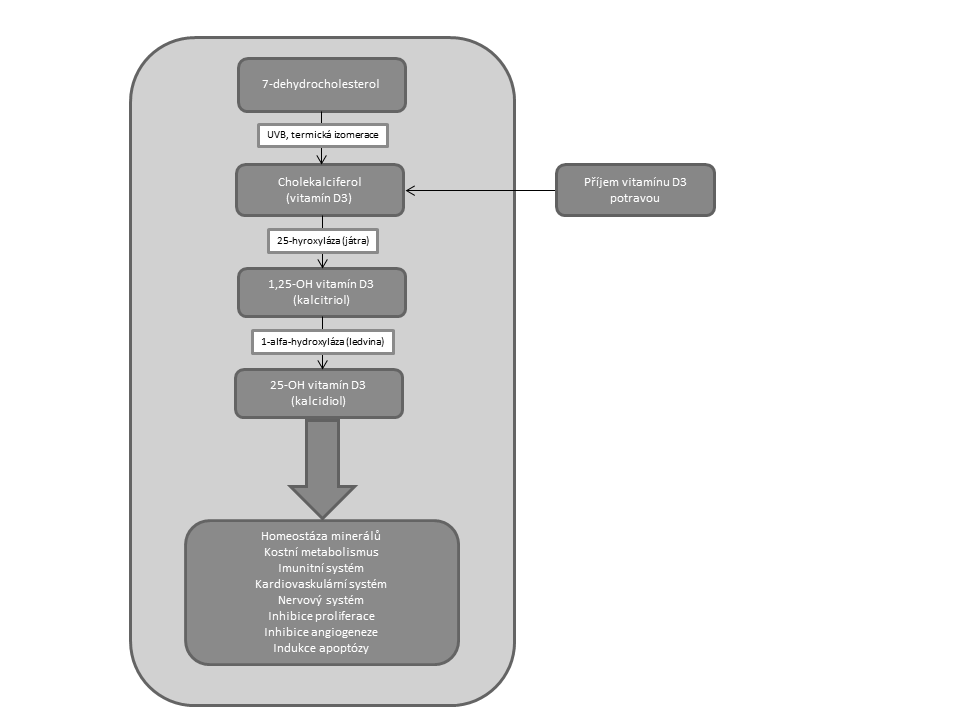 7-dehydrocholesterol
UVB, termická izomerace
Cholekalciferol
(vitamín D3)
Příjem vitamínu D3
potravou
25-hyroxyláza (játra)
1,25-OH vitamín D3
(kalcitriol)
1-alfa-hydroxyláza (ledvina)
25-OH vitamín D3
(kalcidiol)
Homeostáza minerálů
Kostní metabolismus
Imunitní systém
Kardiovaskulární systém
Nervový systém
Inhibice proliferace
Inhibice angiogeneze
Indukce apoptózy